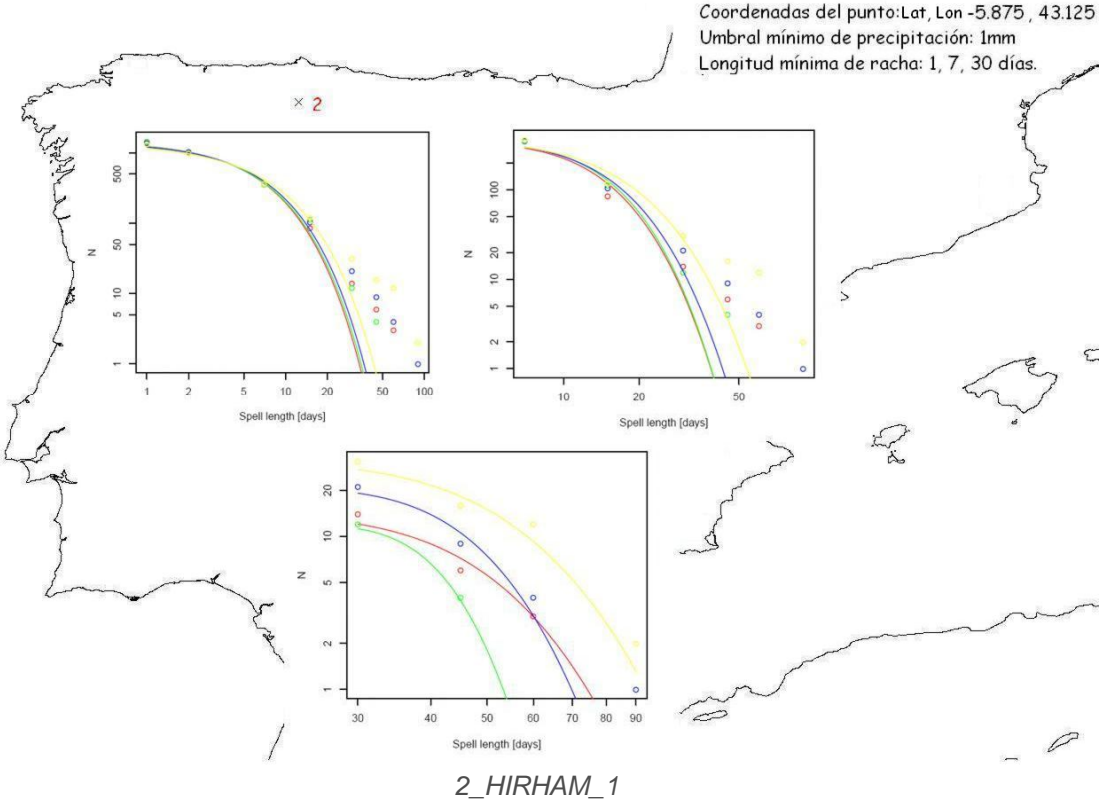 Coordenadas del punto:Lat, Lon -5.875 , 43.125
Umbral mínimo de precipitación: 1mm
Longitud mínima de racha: 1, 7, 30 días.
× 2
500
50
10
5
1
N
1 2 5 10 20 50 100
Spell length [days]
100
50
20
10
5
2
1
N
10 20 50
Spell length [days]
20
10
5
2
1
N
30 40 50 60 70 80 90
Spell length [days]
2_HIRHAM_1